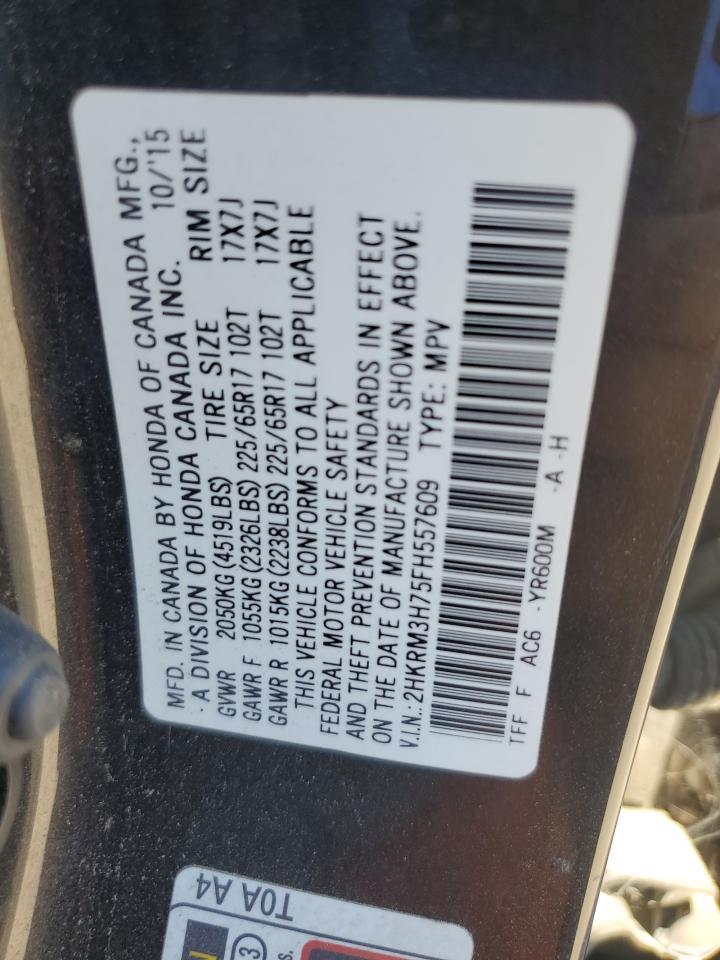 MFD. IN CANADA BY HONDA OF CANADA MFG.,
A DIVISION OF HONDA CANADA INC. 10/'15
GVWR 2050KG (4519LBS) TIRE SIZE RIM SIZE
GAWR F 1055KG (2326LBS) 225/65R17 102T 17X7J
GAWR R 1015KG (2238LBS) 225/65R17 102T 17X7J
THIS VEHICLE CONFORMS TO ALL APPLICABLE
FEDERAL MOTOR VEHICLE SAFETY
AND THEFT PREVENTION STANDARDS IN EFFECT
ON THE DATE OF MANUFACTURE SHOWN ABOVE.
V.I.N.: 2HKRM3H75FH557609 TYPE: MPV
TFF F AC6 -YR600M -A -H
T0A A4
3